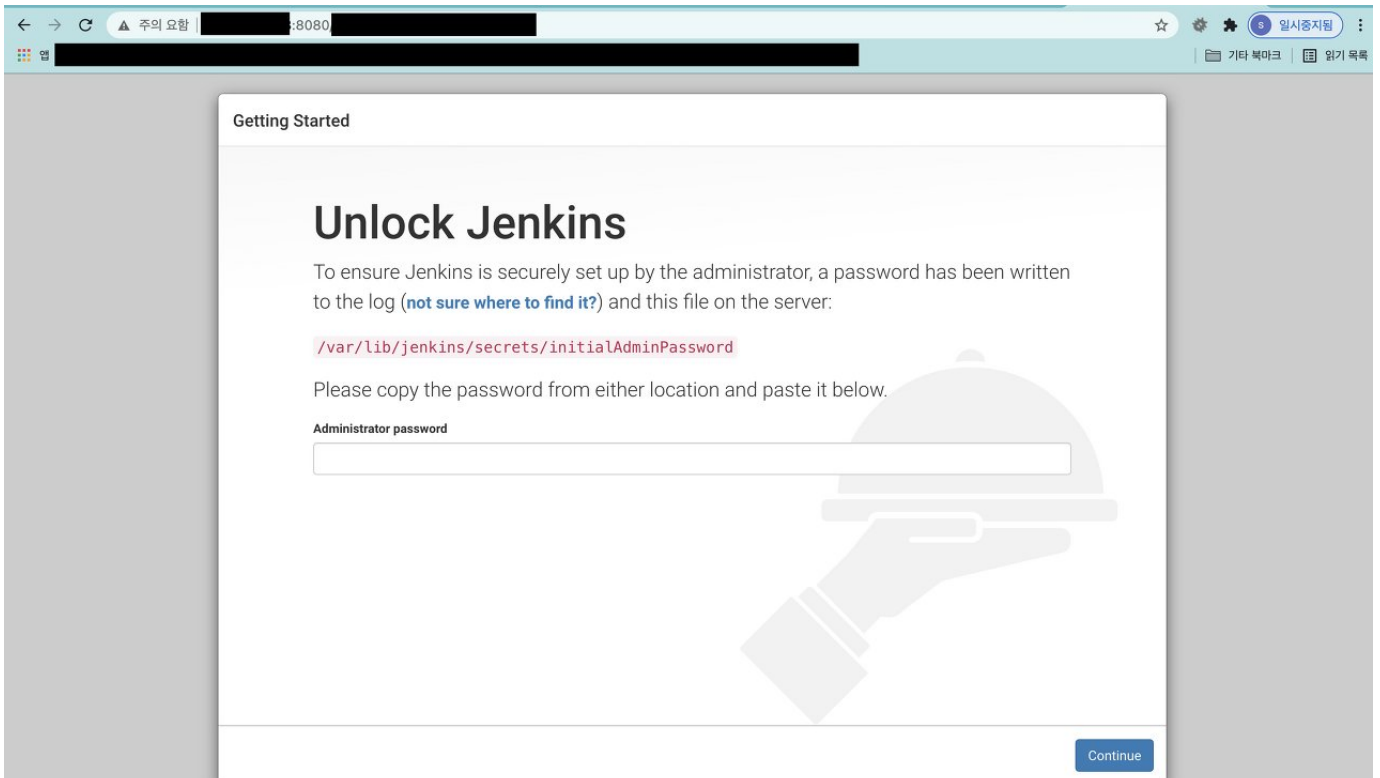 주의 요함
:8080/
S 일시중지됨
앱
기타 북마크
읽기 목록
Getting Started
Unlock Jenkins
To ensure Jenkins is securely set up by the administrator, a password has been written
to the log (not sure where to find it?) and this file on the server:
/var/lib/jenkins/secrets/initialAdminPassword
Please copy the password from either location and paste it below.
Administrator password
Continue